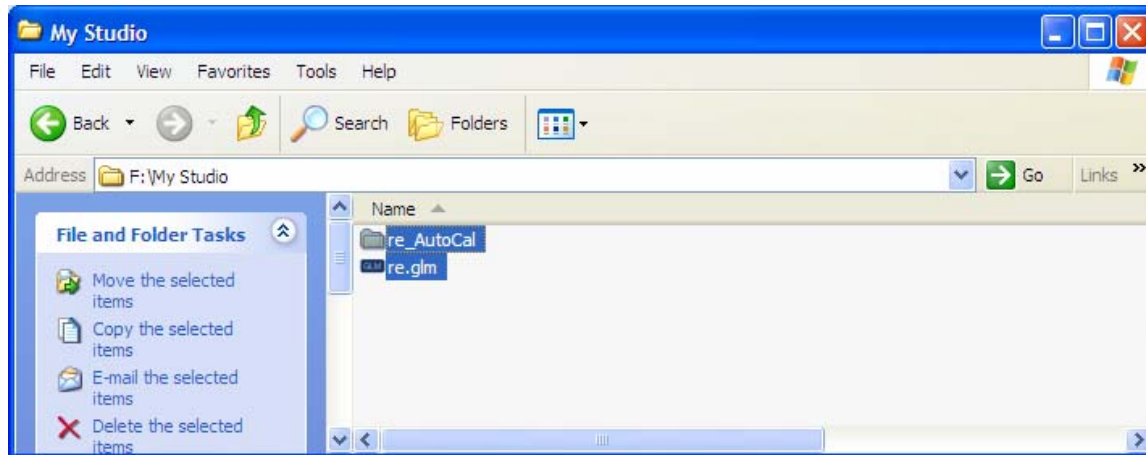 My Studio
File Edit View Favorites Tools Help
Back Search Folders
Address F:\My Studio Go Links »
Name
File and Folder Tasks
re_AutoCal
GLM re.glm
Move the selected
items
Copy the selected
items
E-mail the selected
items
Delete the selected
items